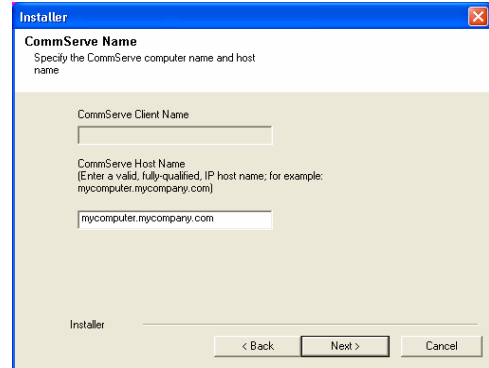 Installer
CommServe Name
Specify the CommServe computer name and host
name
CommServe Client Name
CommServe Host Name
(Enter a valid, fully-qualified, IP host name; for example:
mycomputer.mycompany.com)
mycomputer.mycompany.com
Installer
< Back
Next >
Cancel